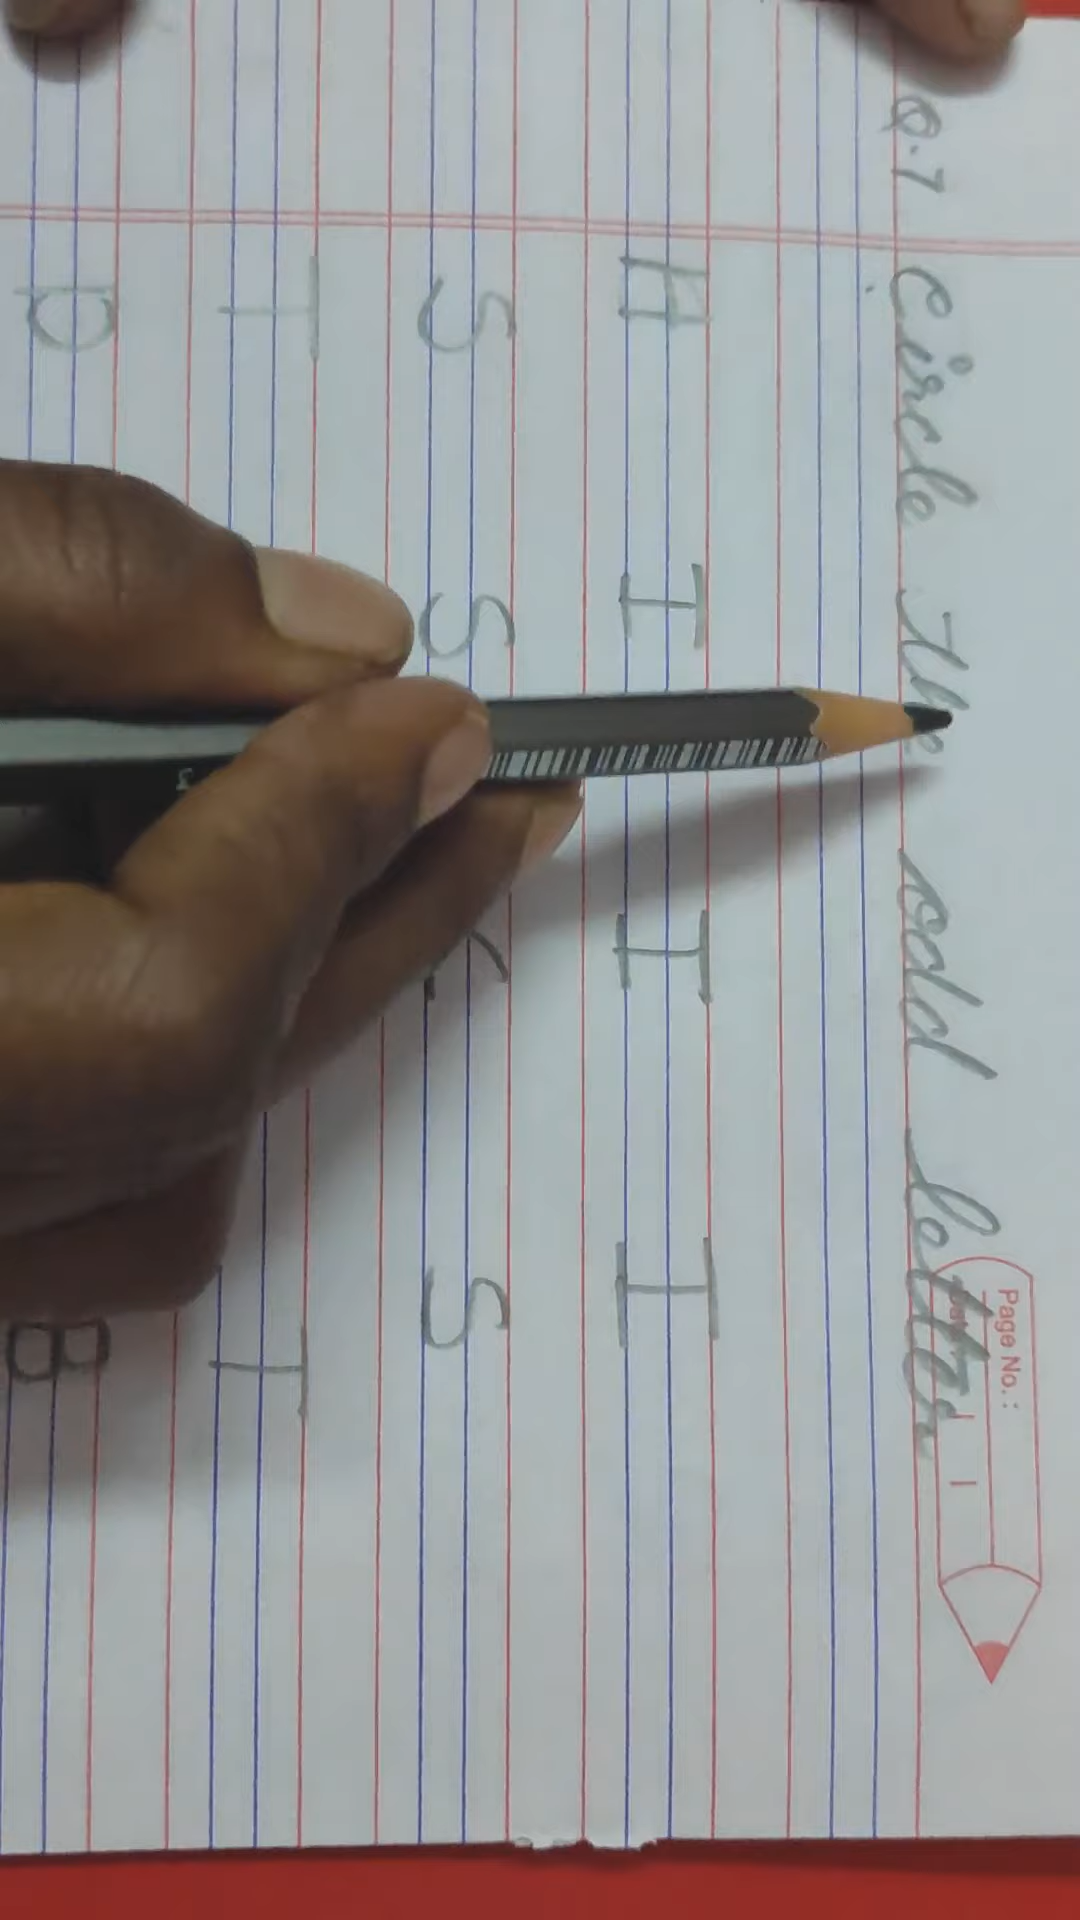 Page No.:
Q.7 Circle the odd letter
H I I I
S S S
T T
Q B